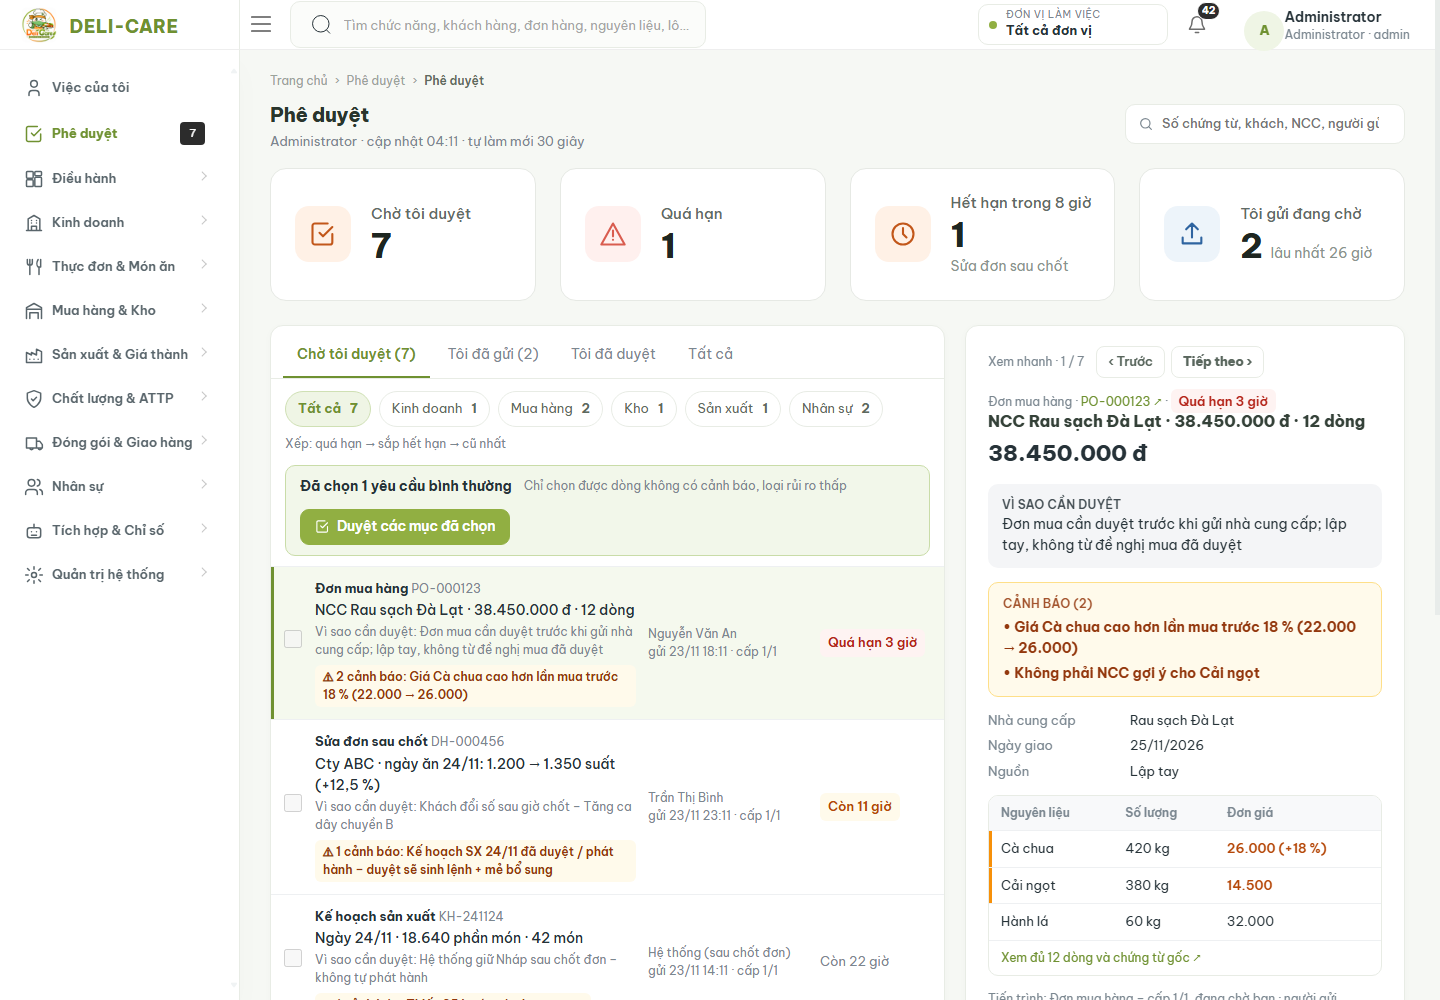 DELI-CARE
Tìm chức năng, khách hàng, đơn hàng, nguyên liệu, lô...
ĐƠN VỊ LÀM VIỆC
Tất cả đơn vị
42
A
Administrator
Administrator · admin
Việc của tôi
Phê duyệt
7
Điều hành
Kinh doanh
Thực đơn & Món ăn
Mua hàng & Kho
Sản xuất & Giá thành
Chất lượng & ATTP
Đóng gói & Giao hàng
Nhân sự
Tích hợp & Chỉ số
Quản trị hệ thống
Trang chủ › Phê duyệt › Phê duyệt
Phê duyệt
Administrator · cập nhật 04:11 · tự làm mới 30 giây
Số chứng từ, khách, NCC, người gử
Chờ tôi duyệt
7
Quá hạn
1
Hết hạn trong 8 giờ
1
Sửa đơn sau chốt
Tôi gửi đang chờ
2 lâu nhất 26 giờ
Chờ tôi duyệt (7)
Tôi đã gửi (2)
Tôi đã duyệt
Tất cả
Tất cả 7
Kinh doanh 1
Mua hàng 2
Kho 1
Sản xuất 1
Nhân sự 2
Xếp: quá hạn → sắp hết hạn → cũ nhất
Đã chọn 1 yêu cầu bình thường
Chỉ chọn được dòng không có cảnh báo, loại rủi ro thấp
Duyệt các mục đã chọn
Đơn mua hàng PO-000123
NCC Rau sạch Đà Lạt · 38.450.000 đ · 12 dòng
Vì sao cần duyệt: Đơn mua cần duyệt trước khi gửi nhà
cung cấp; lập tay, không từ đề nghị mua đã duyệt
⚠ 2 cảnh báo: Giá Cà chua cao hơn lần mua trước
18 % (22.000 → 26.000)
Nguyễn Văn An
gửi 23/11 18:11 · cấp 1/1
Quá hạn 3 giờ
Sửa đơn sau chốt DH-000456
Cty ABC · ngày ăn 24/11: 1.200 → 1.350 suất
(+12,5 %)
Vì sao cần duyệt: Khách đổi số sau giờ chốt – Tăng ca
dây chuyền B
⚠ 1 cảnh báo: Kế hoạch SX 24/11 đã duyệt / phát
hành – duyệt sẽ sinh lệnh + mẻ bổ sung
Trần Thị Bình
gửi 23/11 23:11 · cấp 1/1
Còn 11 giờ
Kế hoạch sản xuất KH-241124
Ngày 24/11 · 18.640 phần món · 42 món
Vì sao cần duyệt: Hệ thống giữ Nháp sau chốt đơn –
không tự phát hành
Hệ thống (sau chốt đơn)
gửi 23/11 14:11 · cấp 1/1
Còn 22 giờ
Xem nhanh · 1 / 7
‹ Trước
Tiếp theo ›
Đơn mua hàng · PO-000123 ↗ · Quá hạn 3 giờ
NCC Rau sạch Đà Lạt · 38.450.000 đ · 12 dòng
38.450.000 đ
VÌ SAO CẦN DUYỆT
Đơn mua cần duyệt trước khi gửi nhà cung cấp; lập
tay, không từ đề nghị mua đã duyệt
CẢNH BÁO (2)
• Giá Cà chua cao hơn lần mua trước 18 % (22.000
→ 26.000)
• Không phải NCC gợi ý cho Cải ngọt
Nhà cung cấp Rau sạch Đà Lạt
Ngày giao 25/11/2026
Nguồn Lập tay
Nguyên liệu Số lượng Đơn giá
Cà chua 420 kg 26.000 (+18 %)
Cải ngọt 380 kg 14.500
Hành lá 60 kg 32.000
Xem đủ 12 dòng và chứng từ gốc ↗
Tiến trình: Đơn mua hàng – cấp 1/1, đang chờ bạn · người gửi